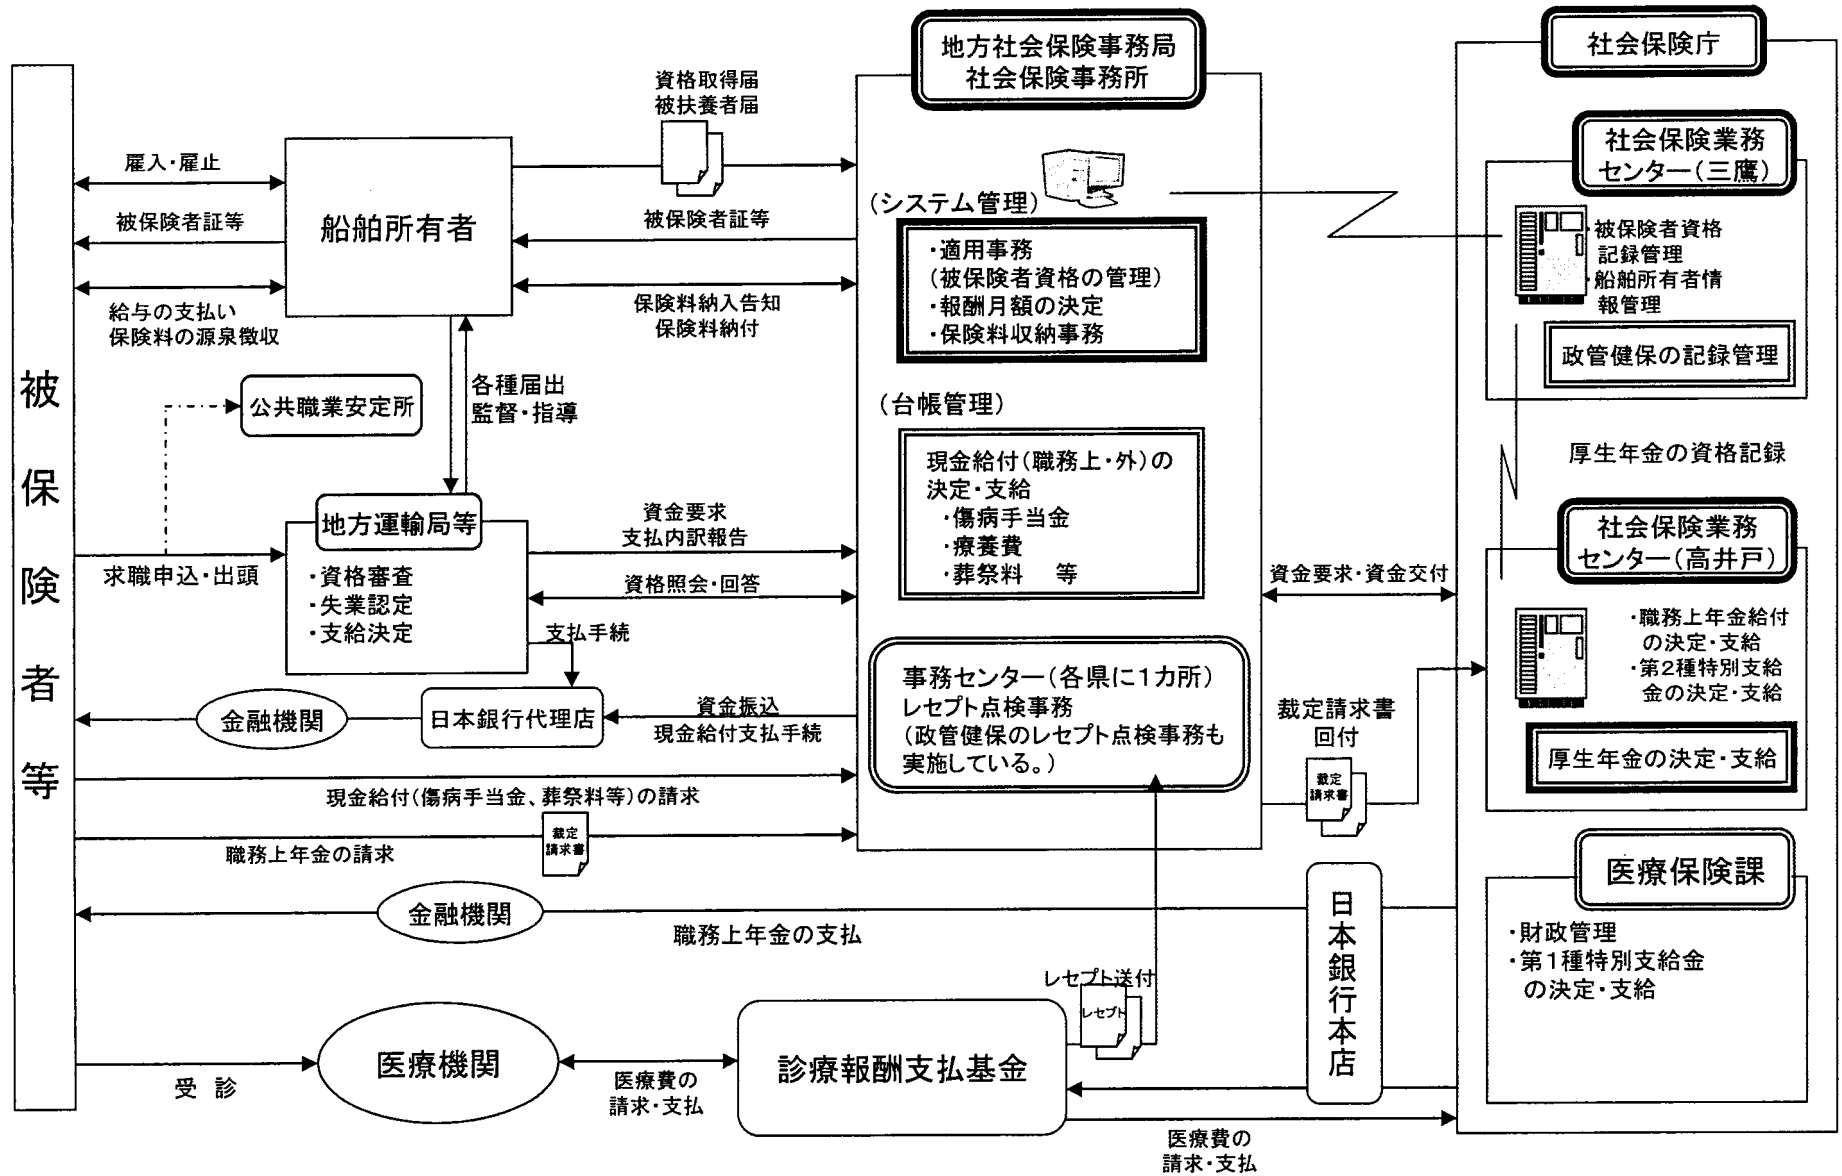 地方社会保険事務局
社会保険事務所
社会保険庁
資格取得届
被扶養者届
社会保険業務
センター(三鷹)
雇入・雇止
船舶所有者
被保険者証等
被保険者証等
(システム管理)
・適用事務
(被保険者資格の管理)
・報酬月額の決定
・保険料収納事務
・被保険者資格
記録管理
・船舶所有者情
報管理
政管健保の記録管理
給与の支払い
保険料の源泉徴収
保険料納入告知
保険料納付
被保険者等
公共職業安定所
各種届出
監督・指導
(台帳管理)
現金給付(職務上・外)の
決定・支給
・傷病手当金
・療養費
・葬祭料 等
厚生年金の資格記録
地方運輸局等
・資格審査
・失業認定
・支給決定
求職申込・出頭
資金要求
支払内訳報告
資格照会・回答
支払手続
資金要求・資金交付
社会保険業務
センター(高井戸)
・職務上年金給付
の決定・支給
・第2種特別支給
金の決定・支給
厚生年金の決定・支給
事務センター(各県に1カ所)
レセプト点検事務
(政管健保のレセプト点検事務も
実施している。)
金融機関
日本銀行代理店
資金振込
現金給付支払手続
裁定請求書
回付
裁定
請求書
現金給付(傷病手当金、葬祭料等)の請求
裁定
請求書
職務上年金の請求
医療保険課
・財政管理
・第1種特別支給金
の決定・支給
金融機関
職務上年金の支払
日本銀行本店
レセプト送付
レセプト
受 診
医療機関
医療費の
請求・支払
診療報酬支払基金
医療費の
請求・支払